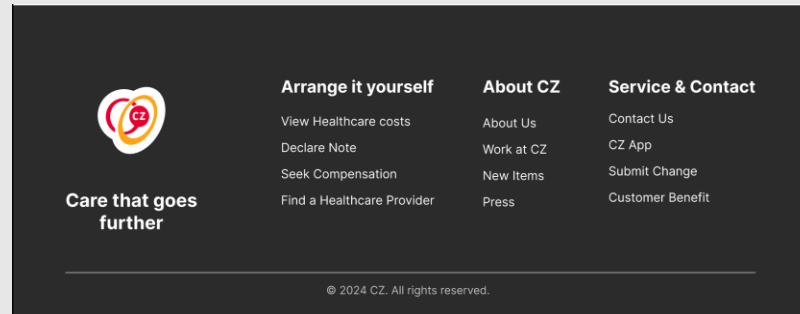 CZ
Care that goes
further
Arrange it yourself
View Healthcare costs
Declare Note
Seek Compensation
Find a Healthcare Provider
About CZ
About Us
Work at CZ
New Items
Press
Service & Contact
Contact Us
CZ App
Submit Change
Customer Benefit
© 2024 CZ. All rights reserved.